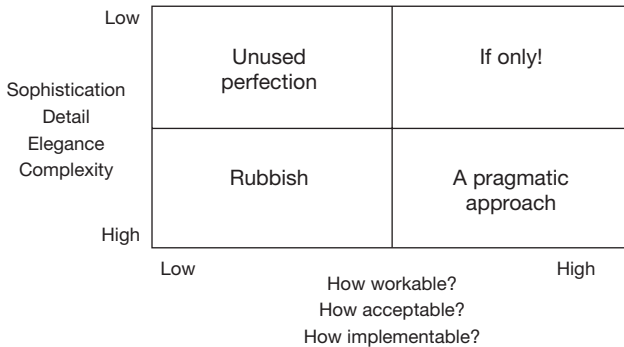 Low
Unused
perfection
If only!
Sophistication
Detail
Elegance
Complexity
Rubbish
A pragmatic
approach
High
Low
High
How workable?
How acceptable?
How implementable?